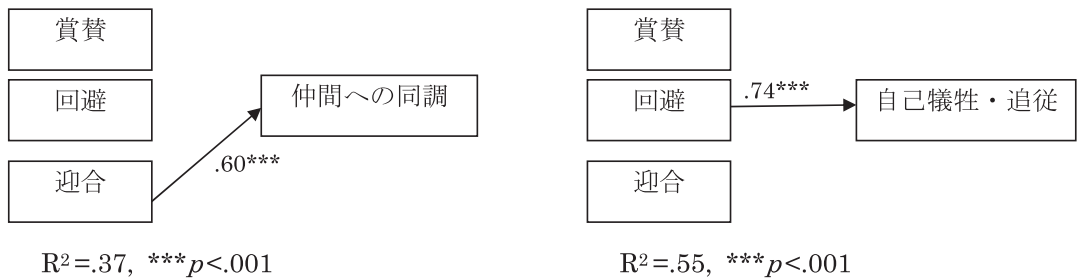 賞賛
回避
迎合
仲間への同調
.60***
R²=.37, ***p<.001
賞賛
回避
迎合
.74***
自己犠牲・追従
R²=.55, ***p<.001